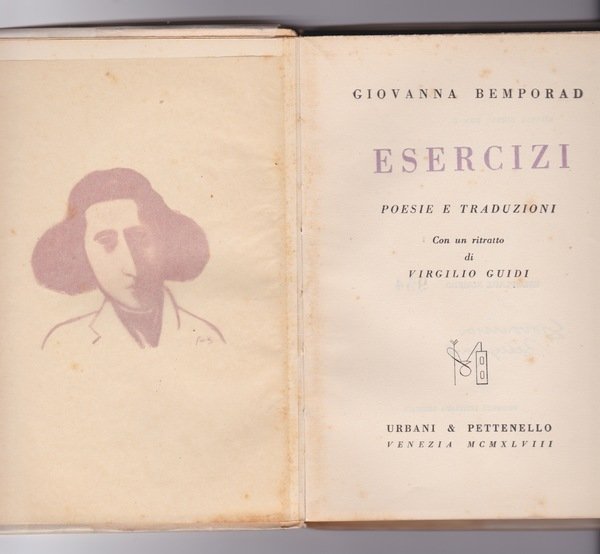 GIOVANNA BEMPORAD
ESERCIZI
POESIE E TRADUZIONI
Con un ritratto
di
VIRGILIO GUIDI
URBANI & PETTENELLO
VENEZIA MCMXLVIII